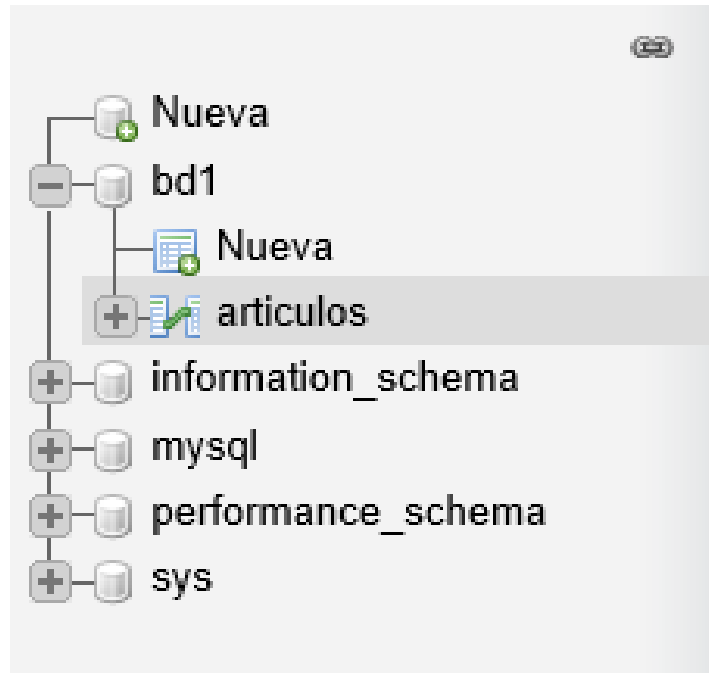 Nueva
bd1
Nueva
articulos
information_schema
mysql
performance_schema
sys